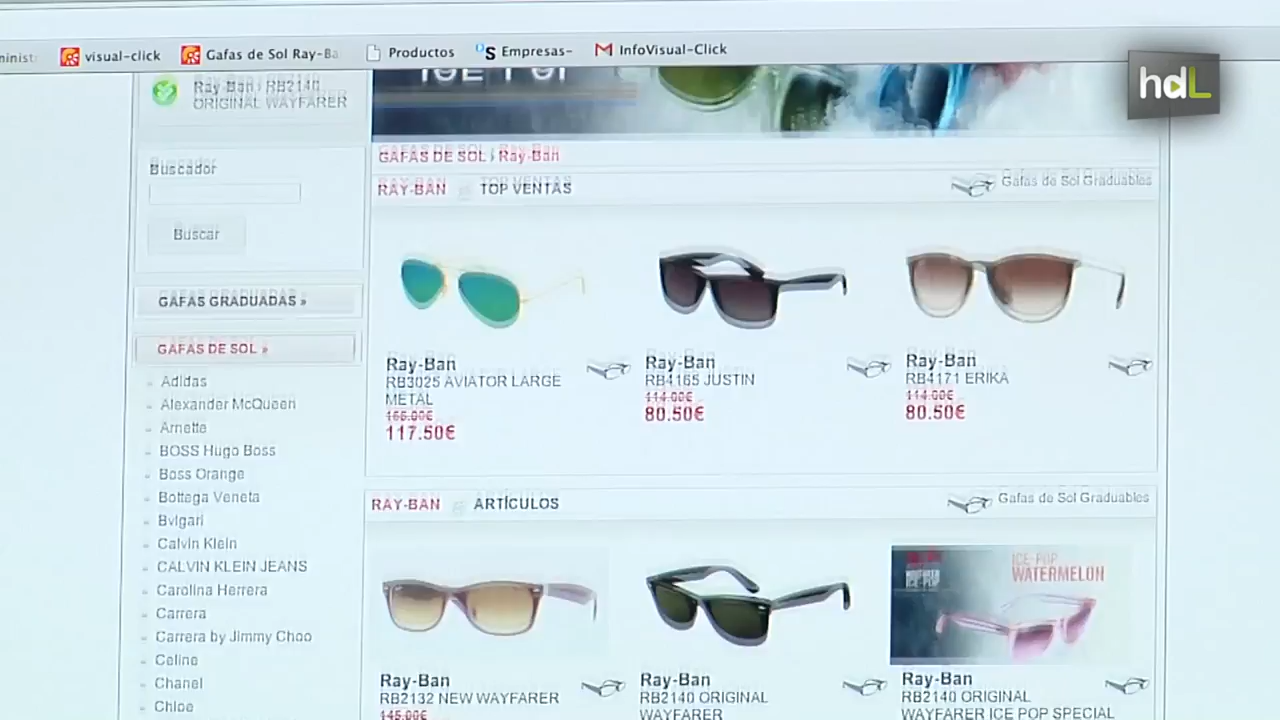 visual-click
Gafas de Sol Ray-Ba
Productos
Empresas-
InfoVisual-Click
hdL
Ray-Ban › RB2140
ORIGINAL WAYFARER
Buscador
Buscar
GAFAS GRADUADAS »
GAFAS DE SOL »
Adidas
Alexander McQueen
Arnette
BOSS Hugo Boss
Boss Orange
Bottega Veneta
Bvlgari
Calvin Klein
CALVIN KLEIN JEANS
Carolina Herrera
Carrera
Carrera by Jimmy Choo
Celine
Chanel
Chloe
ICE POP
GAFAS DE SOL › Ray-Ban
RAY-BAN TOP VENTAS
Gafas de Sol Graduables
Ray-Ban
RB3025 AVIATOR LARGE
METAL
117.50€
Ray-Ban
RB4165 JUSTIN
114.00€
80.50€
Ray-Ban
RB4171 ERIKA
114.00€
80.50€
RAY-BAN ARTÍCULOS
Gafas de Sol Graduables
ICE-POP
WATERMELON
Ray-Ban
RB2132 NEW WAYFARER
145.00€
Ray-Ban
RB2140 ORIGINAL
WAYFARER
Ray-Ban
RB2140 ORIGINAL
WAYFARER ICE POP SPECIAL